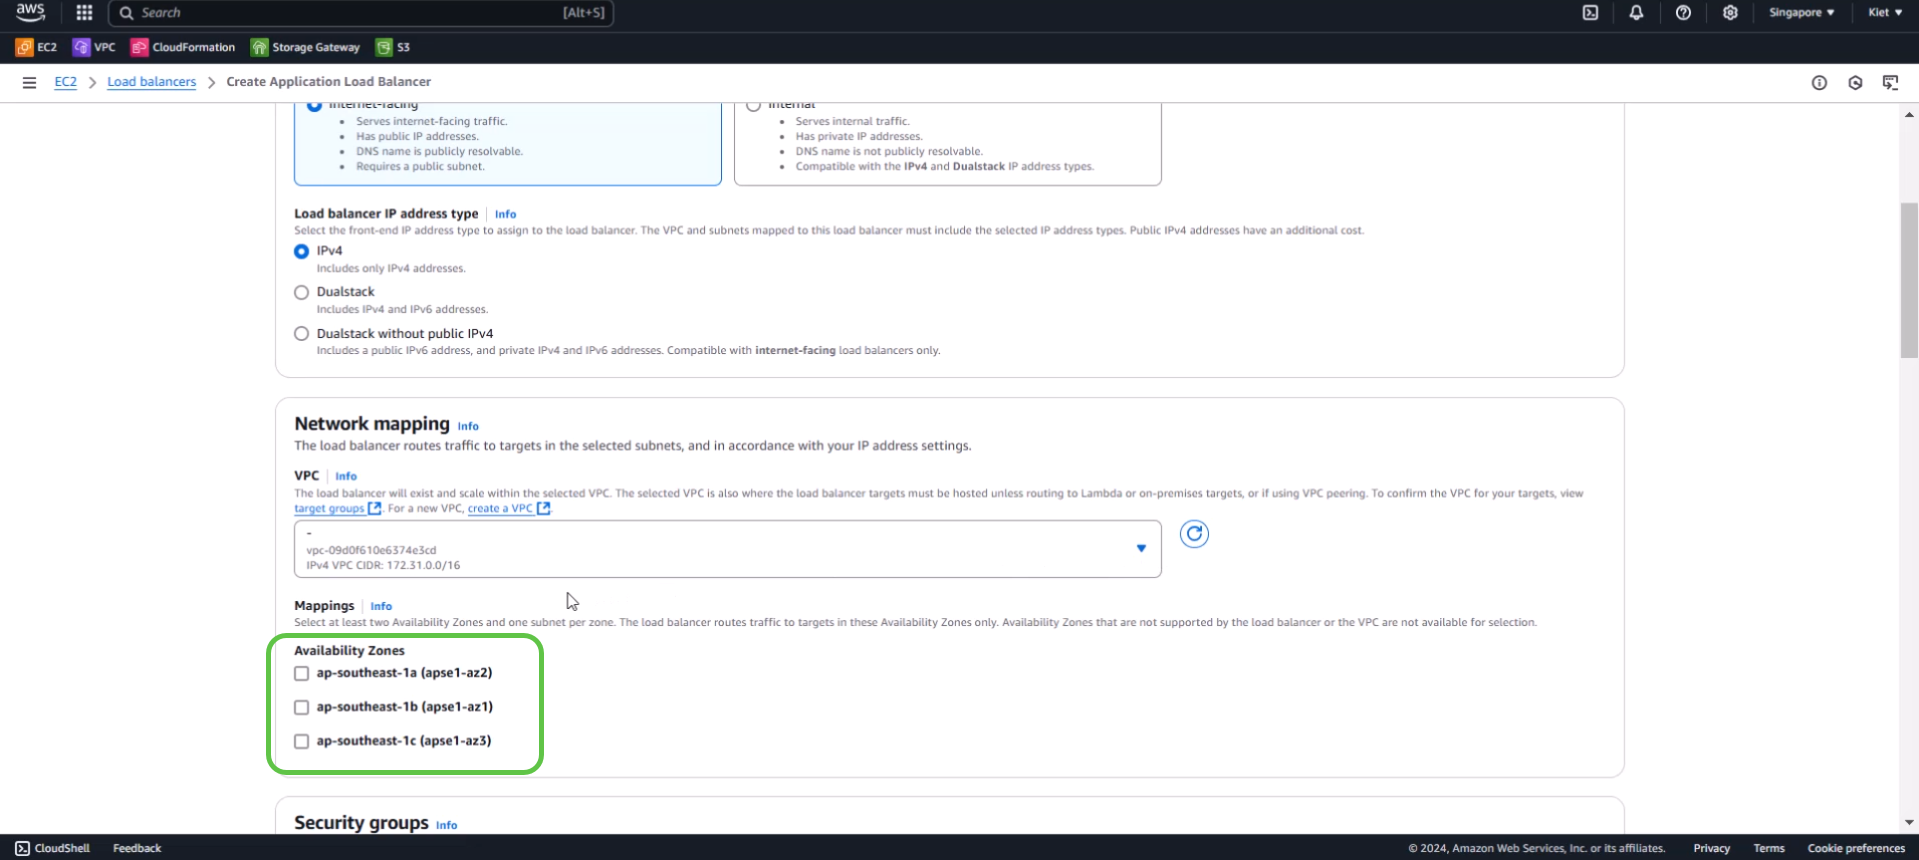 aws
Search
[Alt+S]
Singapore
Kiet
EC2
VPC
CloudFormation
Storage Gateway
S3
EC2 > Load balancers > Create Application Load Balancer
Internet-facing
• Serves internet-facing traffic.
• Has public IP addresses.
• DNS name is publicly resolvable.
• Requires a public subnet.
Internal
• Serves internal traffic.
• Has private IP addresses.
• DNS name is not publicly resolvable.
• Compatible with the IPv4 and Dualstack IP address types.
Load balancer IP address type | Info
Select the front-end IP address type to assign to the load balancer. The VPC and subnets mapped to this load balancer must include the selected IP address types. Public IPv4 addresses have an additional cost.
IPv4
Includes only IPv4 addresses.
Dualstack
Includes IPv4 and IPv6 addresses.
Dualstack without public IPv4
Includes a public IPv6 address, and private IPv4 and IPv6 addresses. Compatible with internet-facing load balancers only.
Network mapping Info
The load balancer routes traffic to targets in the selected subnets, and in accordance with your IP address settings.
VPC | Info
The load balancer will exist and scale within the selected VPC. The selected VPC is also where the load balancer targets must be hosted unless routing to Lambda or on-premises targets, or if using VPC peering. To confirm the VPC for your targets, view
target groups. For a new VPC, create a VPC.
-
vpc-09d0f610e6374e3cd
IPv4 VPC CIDR: 172.31.0.0/16
Mappings | Info
Select at least two Availability Zones and one subnet per zone. The load balancer routes traffic to targets in these Availability Zones only. Availability Zones that are not supported by the load balancer or the VPC are not available for selection.
Availability Zones
ap-southeast-1a (apse1-az2)
ap-southeast-1b (apse1-az1)
ap-southeast-1c (apse1-az3)
Security groups Info
CloudShell
Feedback
© 2024, Amazon Web Services, Inc. or its affiliates.
Privacy
Terms
Cookie preferences